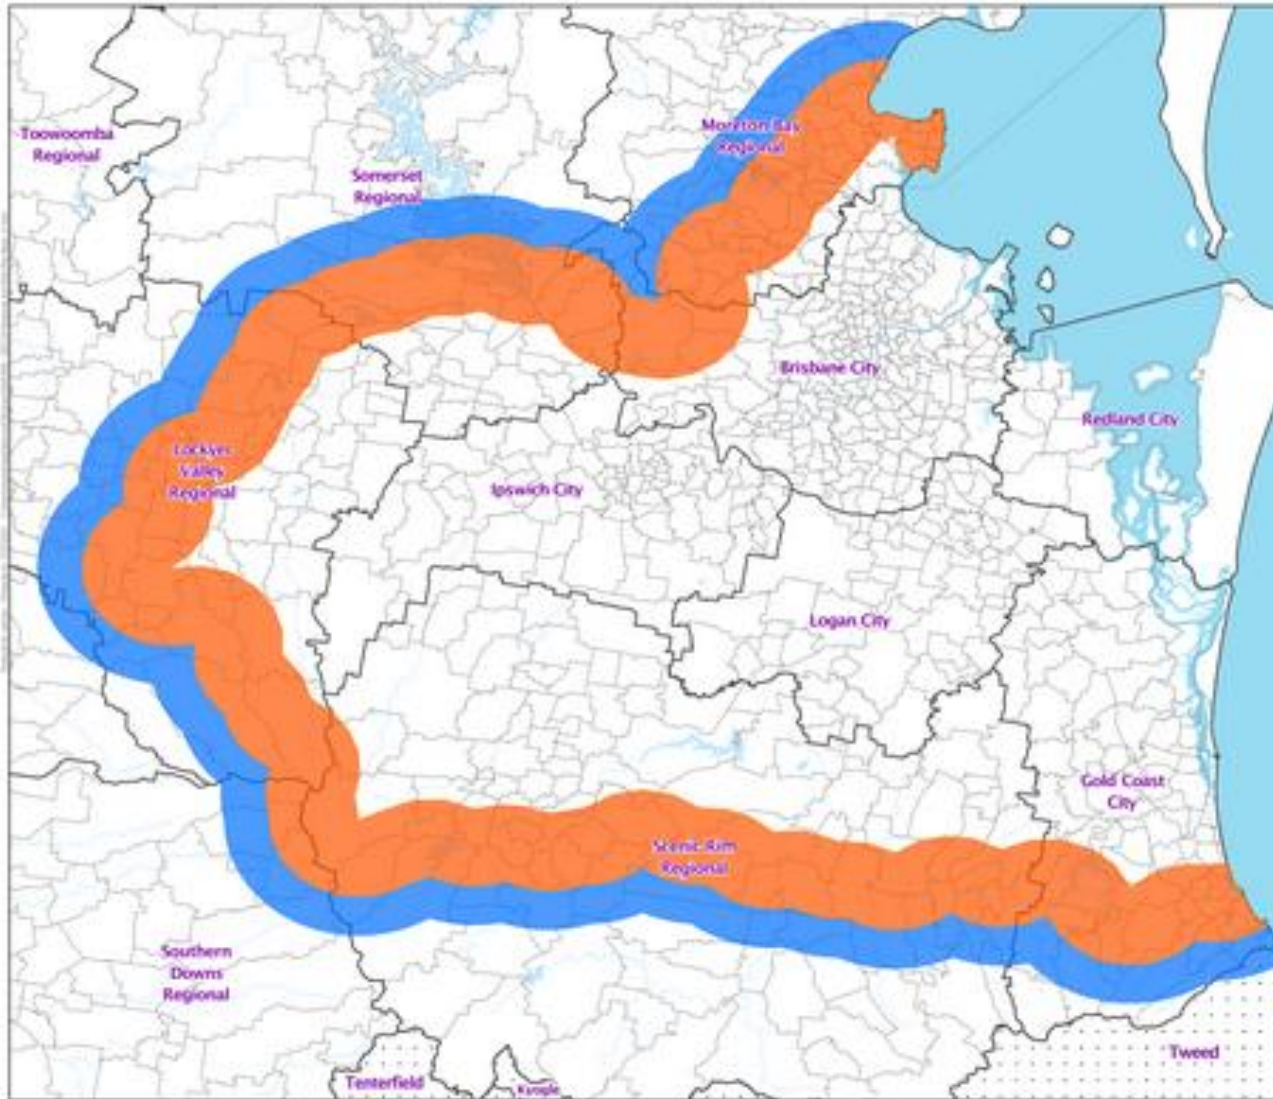 Toowoomba
Regional
Somerset
Regional
Moreton Bay
Regional
Brisbane City
Redland City
Lockyer
Valley
Regional
Ipswich City
Logan City
Gold Coast
City
Scenic Rim
Regional
Southern
Downs
Regional
Tweed
Tenterfield
Kyogle